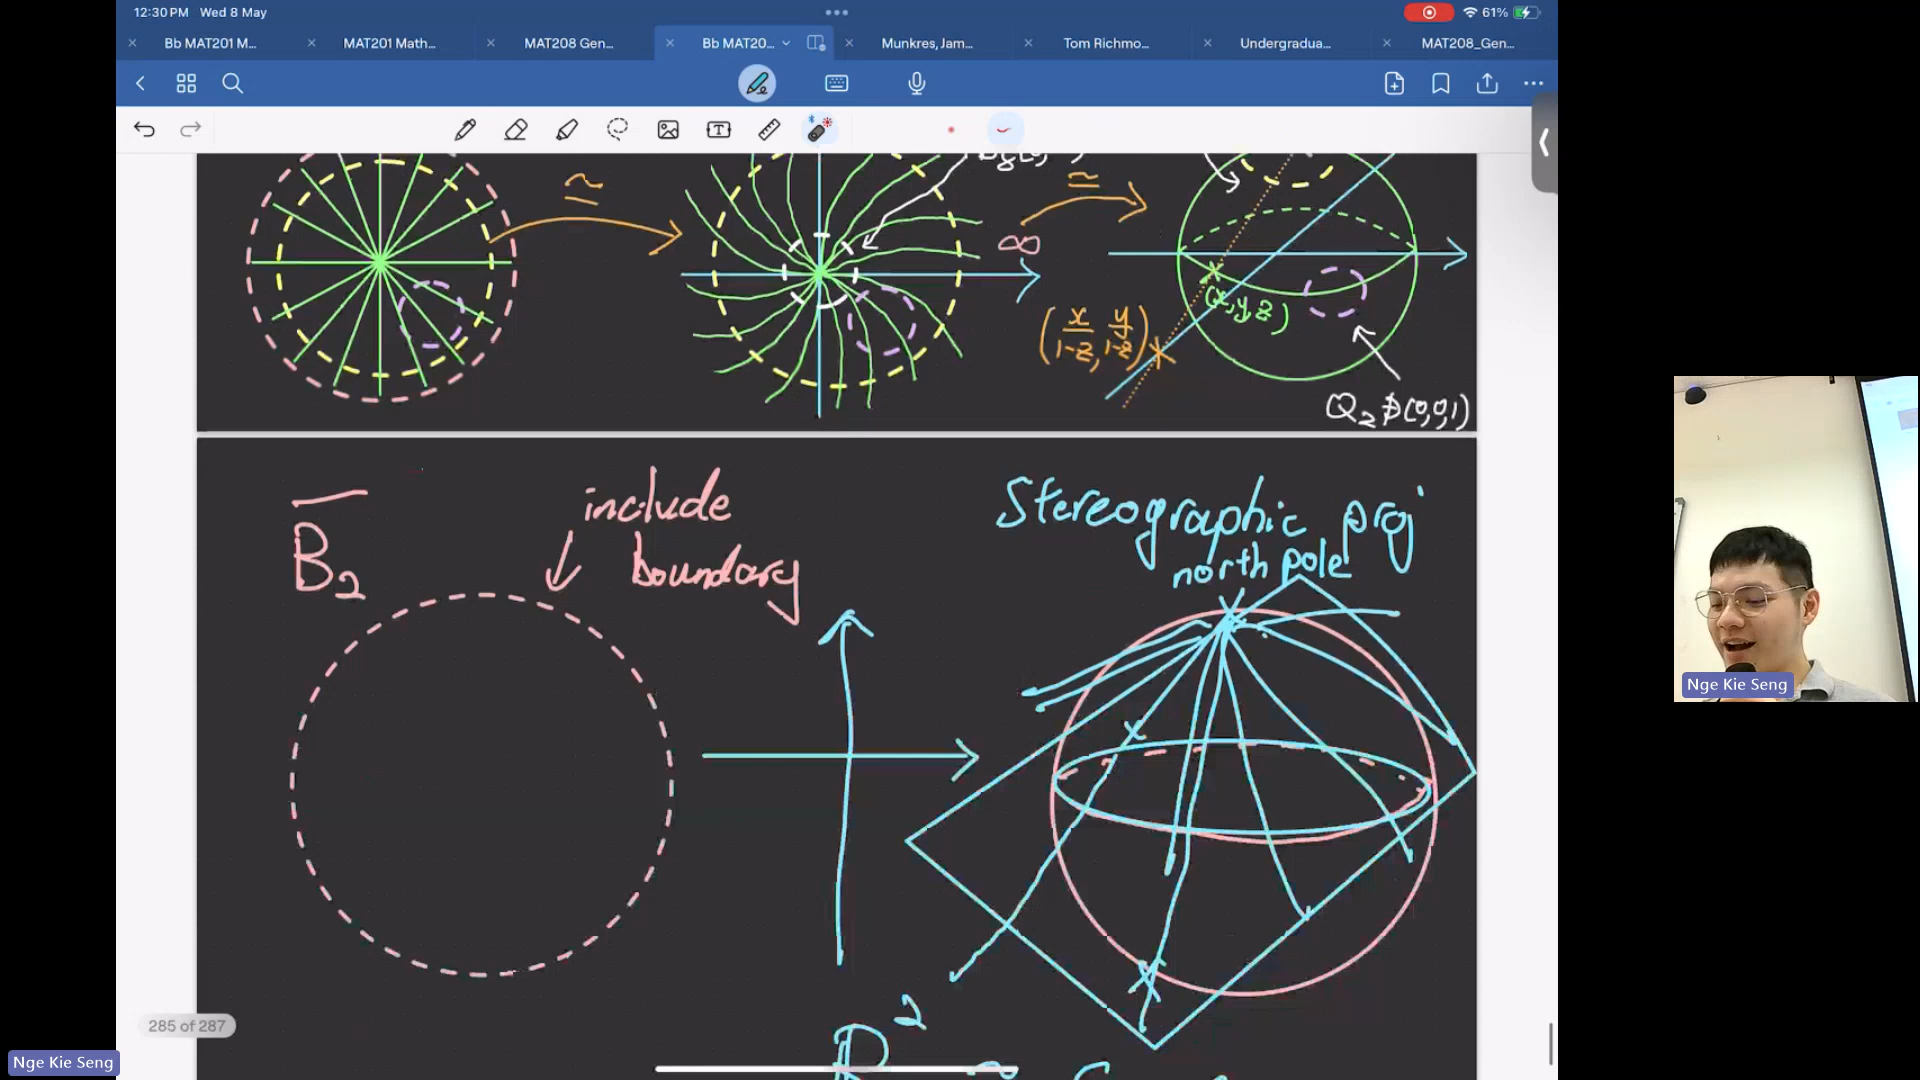 12:30 PM Wed 8 May
61%
Bb MAT201 M...
MAT201 Math...
MAT208 Gen...
Bb MAT20...
Munkres, Jam...
Tom Richmo...
Undergradua...
MAT208_Gen...
≅
∞
≅
(x,y,z)
(x/1-z, y/1-z)
Q₂ ∌ (0,0,1)
B̅₂
include
boundary
Stereographic proj
north pole
285 of 287
Nge Kie Seng
Nge Kie Seng